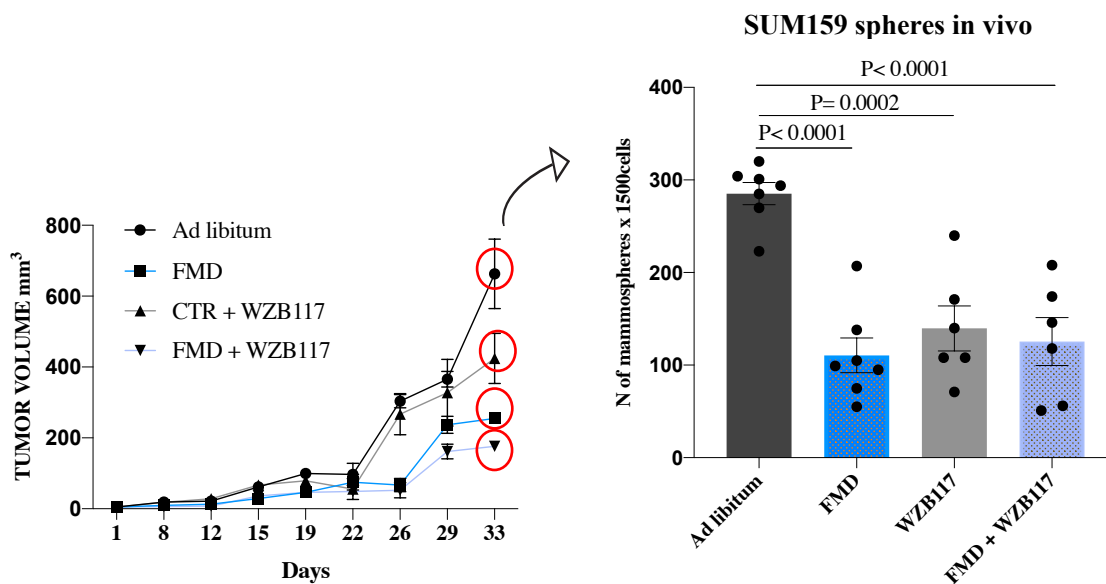 SUM159 spheres in vivo
P< 0.0001
P= 0.0002
P< 0.0001
400
300
200
100
0
N of mammospheres x 1500cells
Ad libitum
FMD
WZB117
FMD + WZB117
800
600
400
200
0
TUMOR VOLUME mm³
Ad libitum
FMD
CTR + WZB117
FMD + WZB117
1 8 12 15 19 22 26 29 33
Days